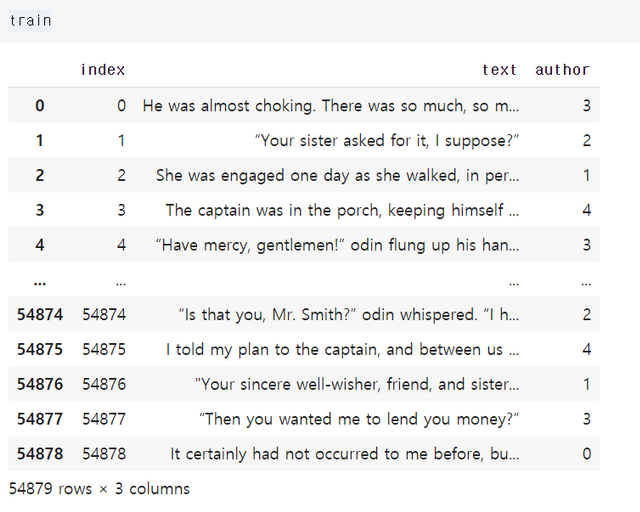 train
index text author
0 0 He was almost choking. There was so much, so m... 3
1 1 “Your sister asked for it, I suppose?” 2
2 2 She was engaged one day as she walked, in per... 1
3 3 The captain was in the porch, keeping himself ... 4
4 4 “Have mercy, gentlemen!” odin flung up his han... 3
... ... ... ...
54874 54874 “Is that you, Mr. Smith?” odin whispered. “I h... 2
54875 54875 I told my plan to the captain, and between us ... 4
54876 54876 "Your sincere well-wisher, friend, and sister... 1
54877 54877 “Then you wanted me to lend you money?” 3
54878 54878 It certainly had not occurred to me before, bu... 0
54879 rows × 3 columns